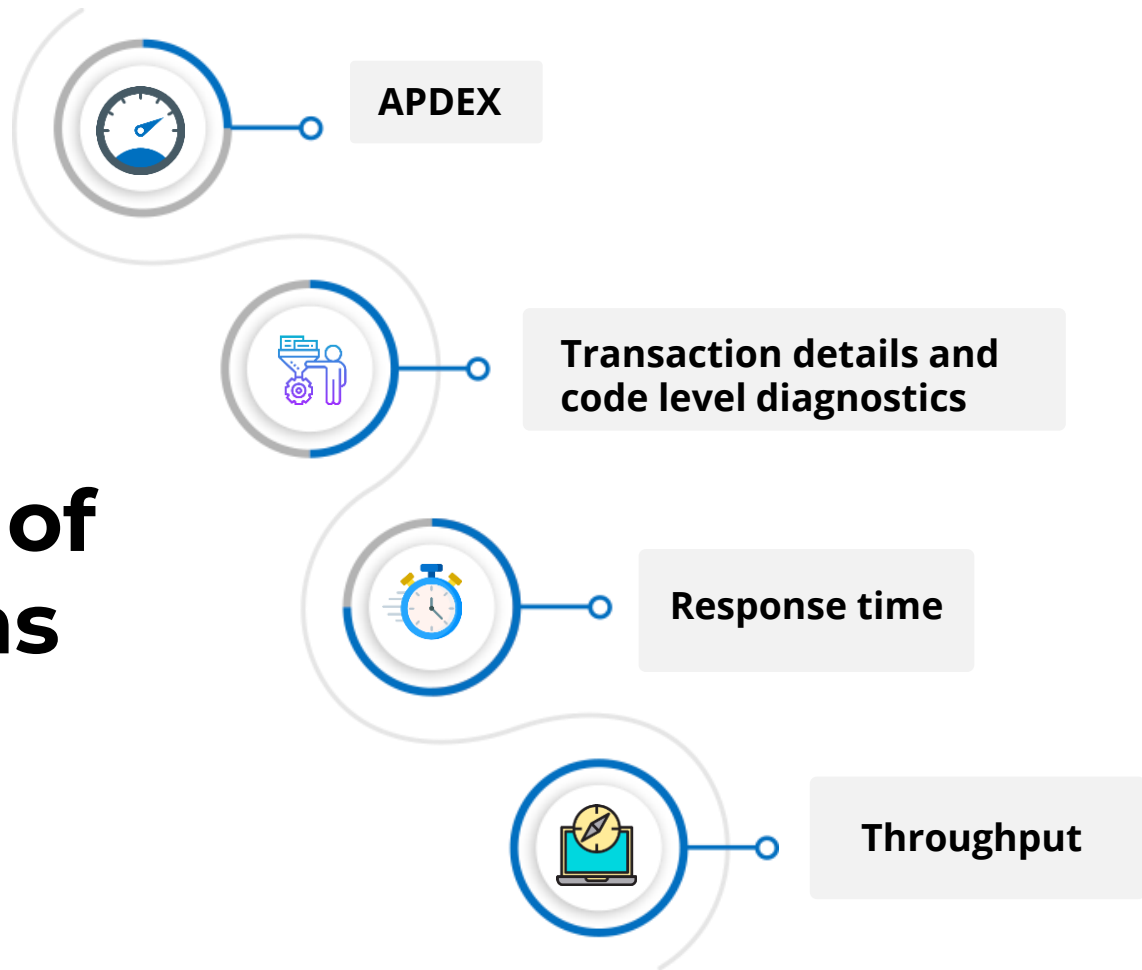 APDEX
Transaction details and
code level diagnostics
of
Response time
Throughput